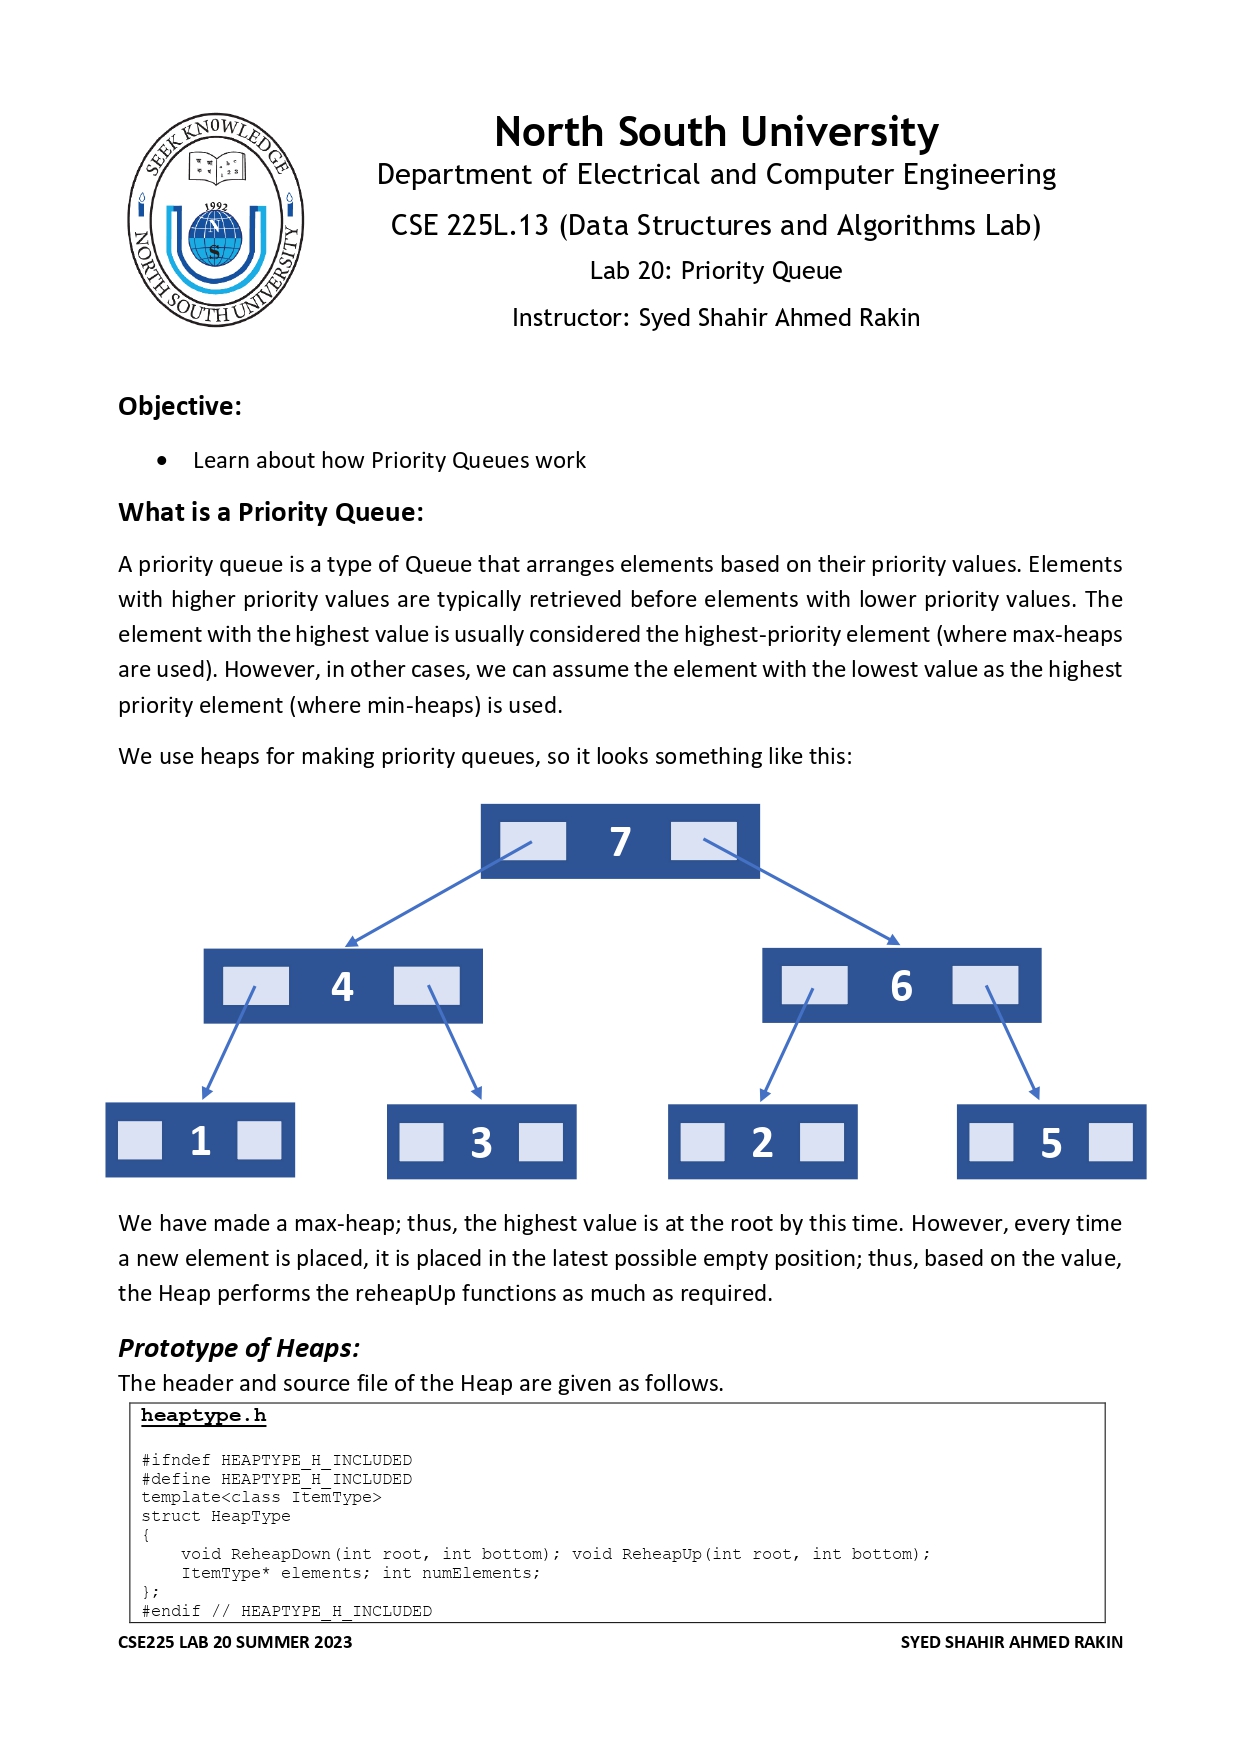 SEEK KN0WLEDGE
1992
N
S
NORTH SOUTH UNIVERSITY
North South University
Department of Electrical and Computer Engineering
CSE 225L.13 (Data Structures and Algorithms Lab)
Lab 20: Priority Queue
Instructor: Syed Shahir Ahmed Rakin
Objective:
• Learn about how Priority Queues work
What is a Priority Queue:
A priority queue is a type of Queue that arranges elements based on their priority values. Elements
with higher priority values are typically retrieved before elements with lower priority values. The
element with the highest value is usually considered the highest-priority element (where max-heaps
are used). However, in other cases, we can assume the element with the lowest value as the highest
priority element (where min-heaps) is used.
We use heaps for making priority queues, so it looks something like this:
7
4 6
1 3 2 5
We have made a max-heap; thus, the highest value is at the root by this time. However, every time
a new element is placed, it is placed in the latest possible empty position; thus, based on the value,
the Heap performs the reheapUp functions as much as required.
Prototype of Heaps:
The header and source file of the Heap are given as follows.
heaptype.h
#ifndef HEAPTYPE_H_INCLUDED
#define HEAPTYPE_H_INCLUDED
template<class ItemType>
struct HeapType
{
void ReheapDown(int root, int bottom); void ReheapUp(int root, int bottom);
ItemType* elements; int numElements;
};
#endif // HEAPTYPE_H_INCLUDED
CSE225 LAB 20 SUMMER 2023 SYED SHAHIR AHMED RAKIN